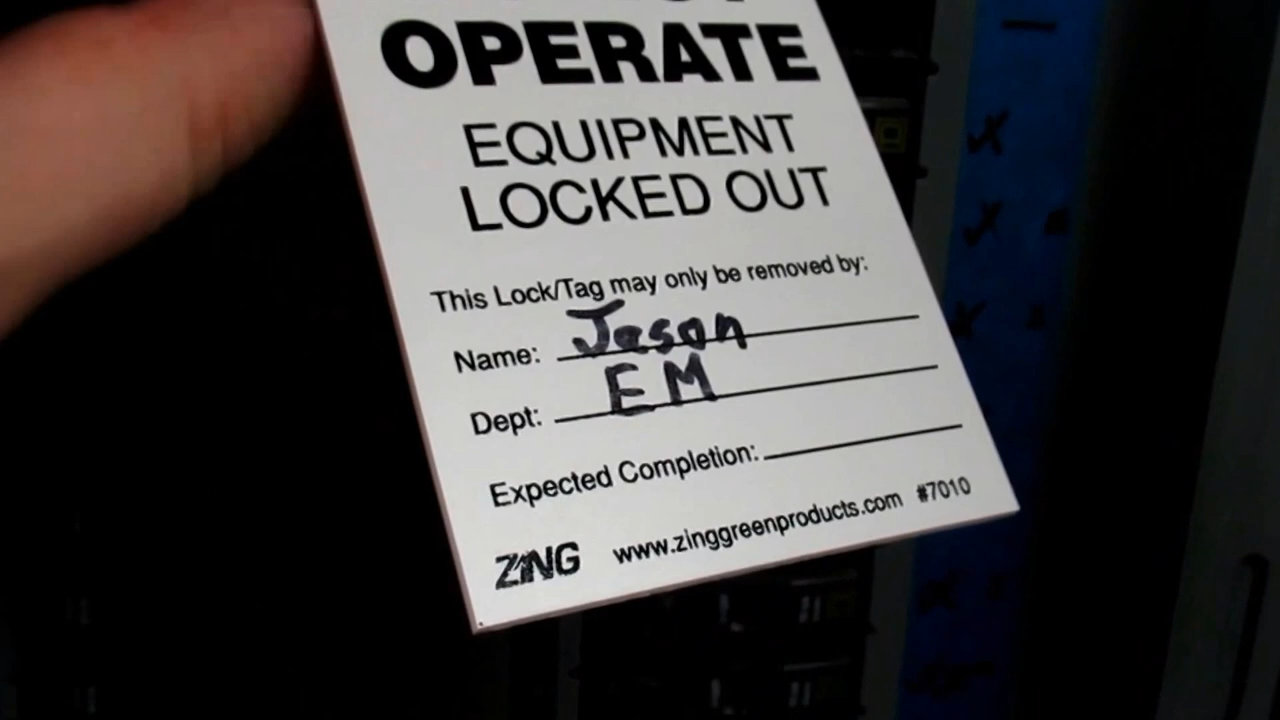 OPERATE
EQUIPMENT
LOCKED OUT
This Lock/Tag may only be removed by:
Name: Jason
Dept: EM
Expected Completion:
ZING www.zinggreenproducts.com #7010